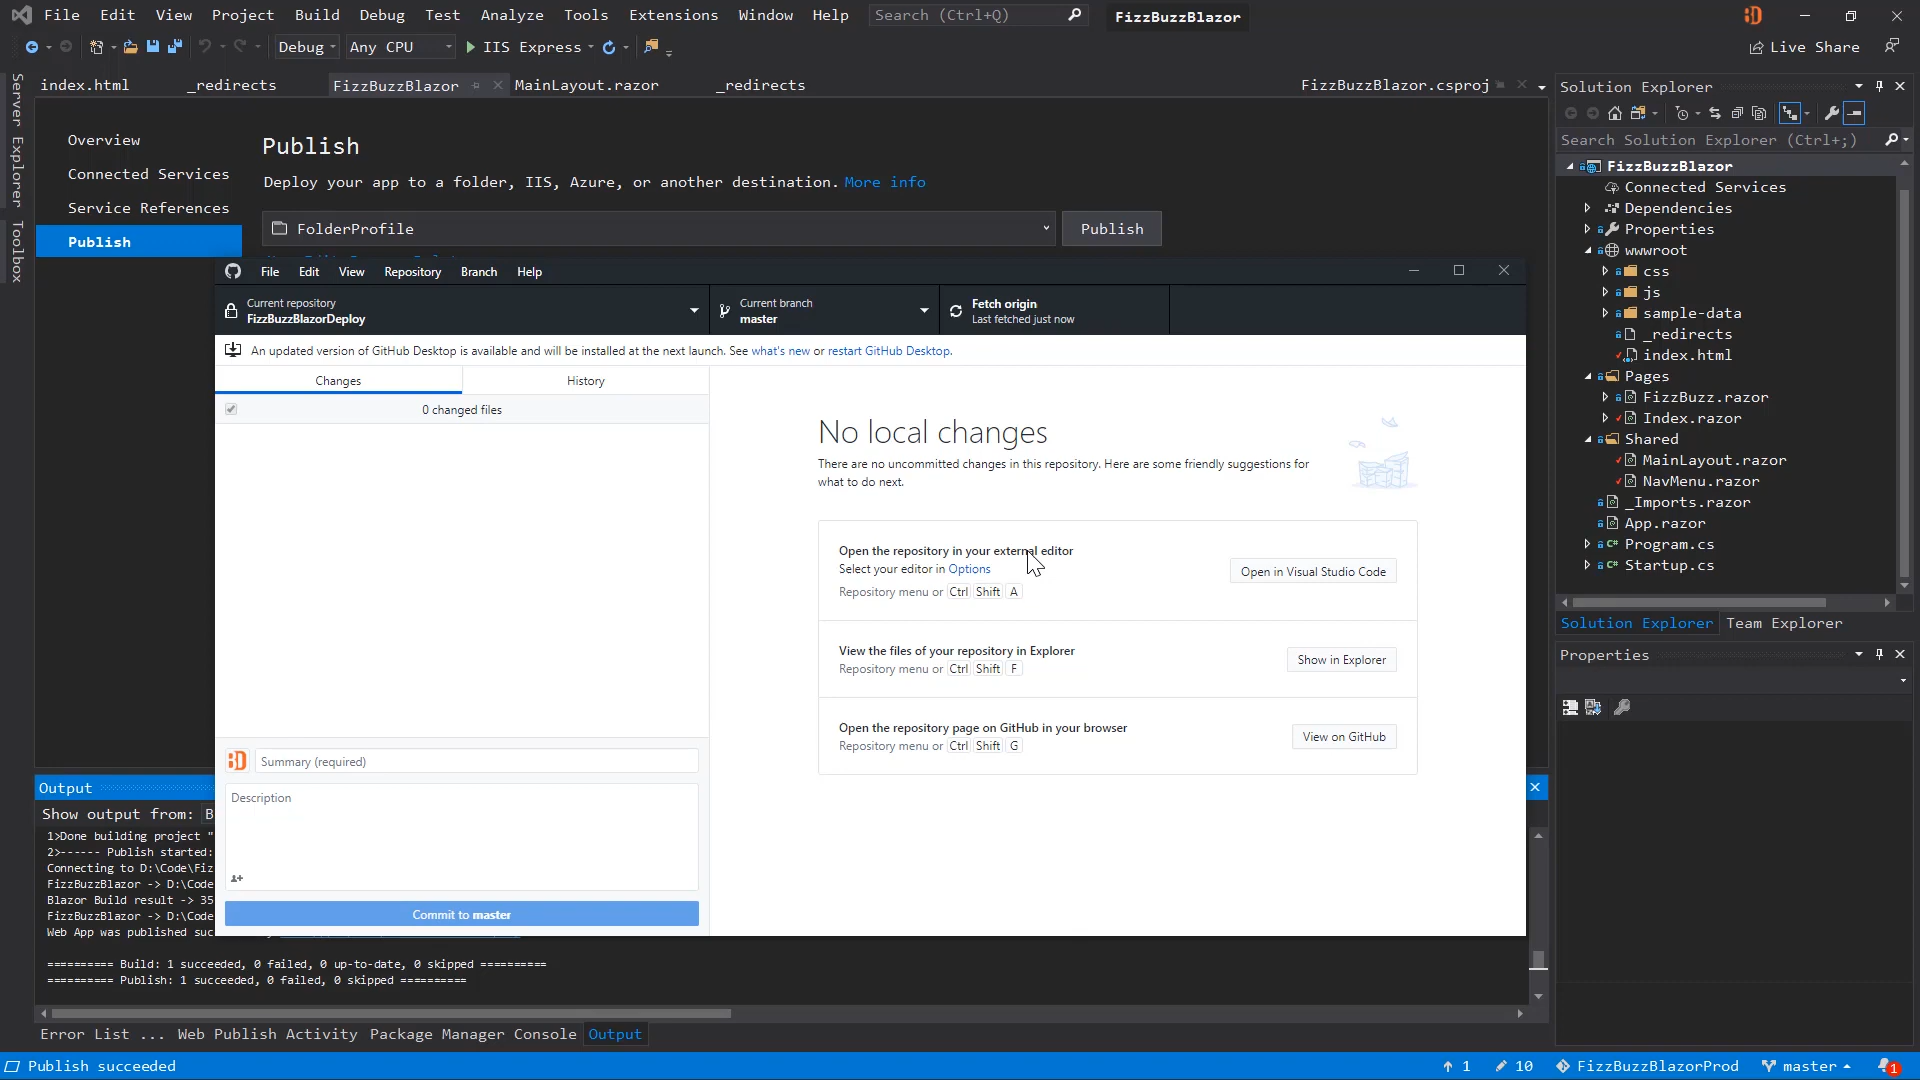 File Edit View Project Build Debug Test Analyze Tools Extensions Window Help Search (Ctrl+Q) FizzBuzzBlazor
Debug Any CPU IIS Express Live Share
Server Explorer
Toolbox
index.html _redirects FizzBuzzBlazor MainLayout.razor _redirects FizzBuzzBlazor.csproj
Overview
Connected Services
Service References
Publish
Publish
Deploy your app to a folder, IIS, Azure, or another destination. More info
FolderProfile Publish
File Edit View Repository Branch Help
Current repository
FizzBuzzBlazorDeploy
Current branch
master
Fetch origin
Last fetched just now
An updated version of GitHub Desktop is available and will be installed at the next launch. See what's new or restart GitHub Desktop.
Changes History
0 changed files
Summary (required)
Description
Commit to master
No local changes
There are no uncommitted changes in this repository. Here are some friendly suggestions for
what to do next.
Open the repository in your external editor
Select your editor in Options
Repository menu or Ctrl Shift A
Open in Visual Studio Code
View the files of your repository in Explorer
Repository menu or Ctrl Shift F
Show in Explorer
Open the repository page on GitHub in your browser
Repository menu or Ctrl Shift G
View on GitHub
Output
Show output from: B
1>Done building project "
2>------ Publish started:
Connecting to D:\Code\Fiz
FizzBuzzBlazor -> D:\Code
Blazor Build result -> 35
FizzBuzzBlazor -> D:\Code
Web App was published suc
========== Build: 1 succeeded, 0 failed, 0 up-to-date, 0 skipped ==========
========== Publish: 1 succeeded, 0 failed, 0 skipped ==========
Error List ... Web Publish Activity Package Manager Console Output
Solution Explorer
Search Solution Explorer (Ctrl+;)
FizzBuzzBlazor
Connected Services
Dependencies
Properties
wwwroot
css
js
sample-data
_redirects
index.html
Pages
FizzBuzz.razor
Index.razor
Shared
MainLayout.razor
NavMenu.razor
_Imports.razor
App.razor
C# Program.cs
C# Startup.cs
Solution Explorer Team Explorer
Properties
Publish succeeded 1 10 FizzBuzzBlazorProd master 1